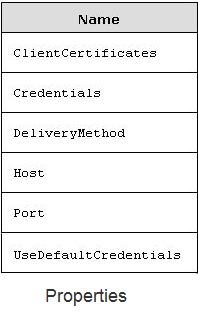 Name
ClientCertificates
Credentials
DeliveryMethod
Host
Port
UseDefaultCredentials
Properties